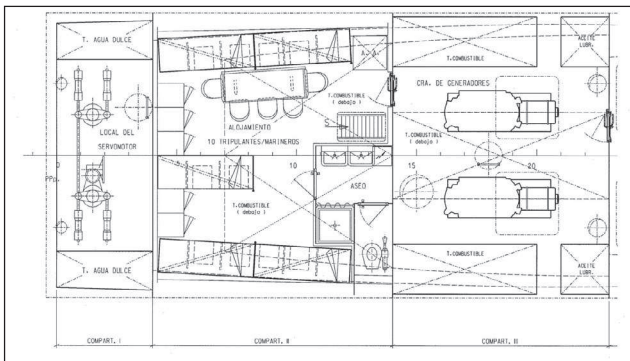 T. AGUA DULCE
T.COMBUSTIBLE
ACEITE
LUBR.
LOCAL DEL
SERVOMOTOR
ALOJAMIENTO
10 TRIPULANTES/MARINEROS
T.COMBUSTIBLE
( debajo )
CRA. DE GENERADORES
T.COMBUSTIBLE
( debajo )
0
10
15
20
ASEO
T.COMBUSTIBLE
( debajo )
T. AGUA DULCE
T.COMBUSTIBLE
ACEITE
LUBR.
COMPART. I
COMPART. II
COMPART. III